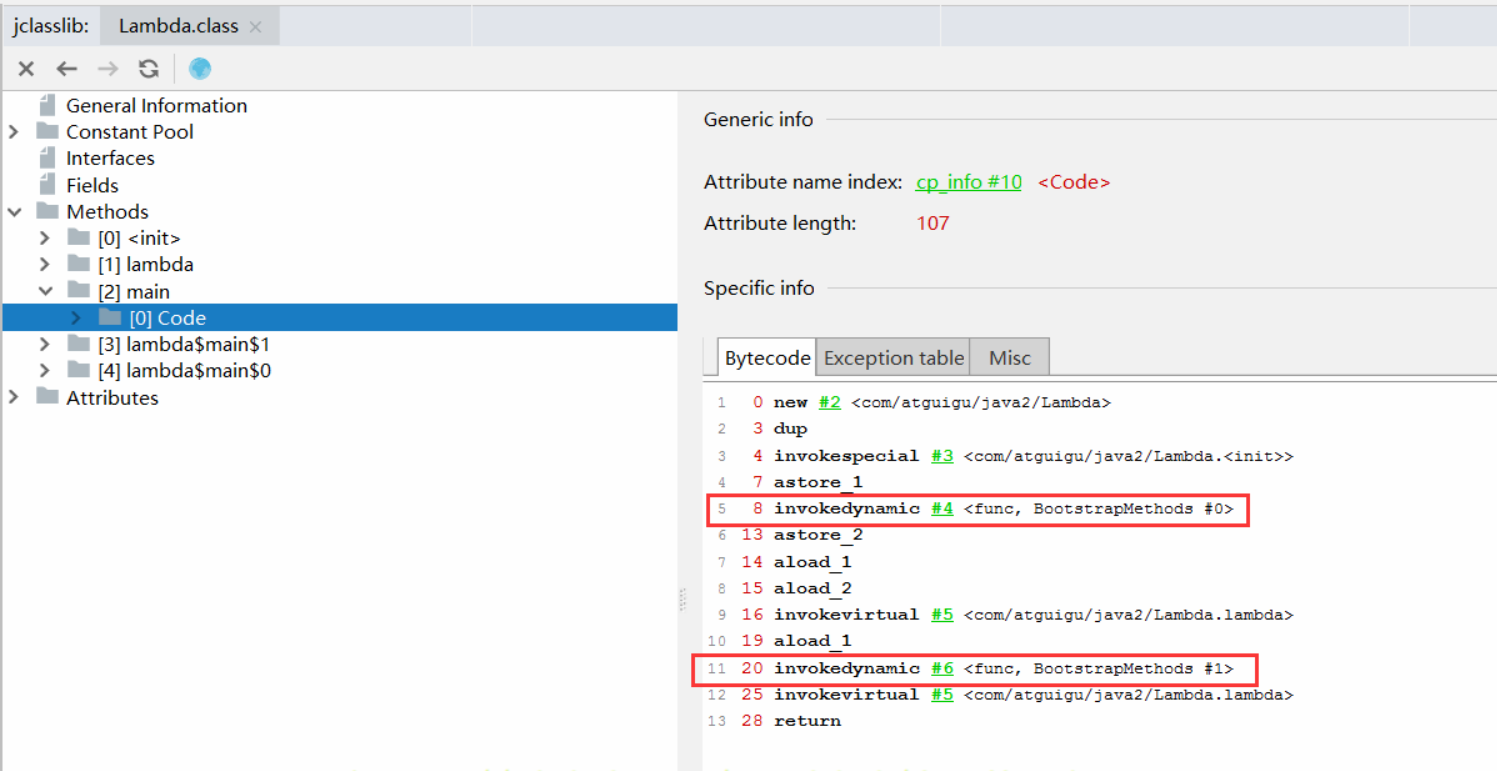 jclasslib: Lambda.class
General Information
Constant Pool
Interfaces
Fields
Methods
[0] <init>
[1] lambda
[2] main
[0] Code
[3] lambda$main$1
[4] lambda$main$0
Attributes
Generic info
Attribute name index: cp_info #10 <Code>
Attribute length: 107
Specific info
Bytecode Exception table Misc
1 0 new #2 <com/atguigu/java2/Lambda>
2 3 dup
3 4 invokespecial #3 <com/atguigu/java2/Lambda.<init>>
4 7 astore_1
5 8 invokedynamic #4 <func, BootstrapMethods #0>
6 13 astore_2
7 14 aload_1
8 15 aload_2
9 16 invokevirtual #5 <com/atguigu/java2/Lambda.lambda>
10 19 aload_1
11 20 invokedynamic #6 <func, BootstrapMethods #1>
12 25 invokevirtual #5 <com/atguigu/java2/Lambda.lambda>
13 28 return